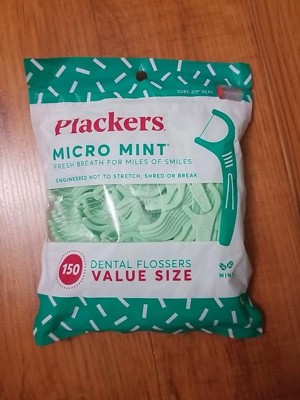 SURE ZIP SEAL
Plackers
MICRO MINT
FRESH BREATH FOR MILES OF SMILES
ENGINEERED NOT TO STRETCH, SHRED OR BREAK
150
DENTAL FLOSSERS
VALUE SIZE
MINT